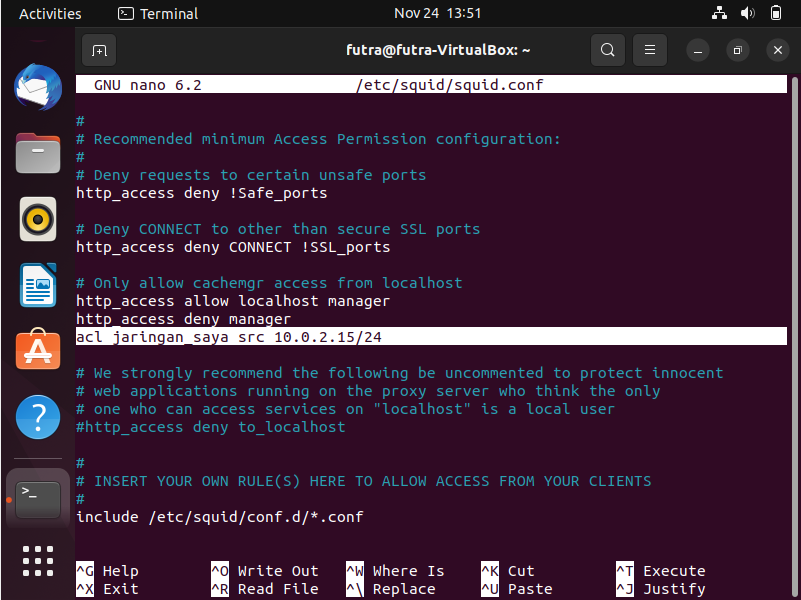 Activities Terminal Nov 24 13:51
futra@futra-VirtualBox: ~
GNU nano 6.2 /etc/squid/squid.conf
#
# Recommended minimum Access Permission configuration:
#
# Deny requests to certain unsafe ports
http_access deny !Safe_ports
# Deny CONNECT to other than secure SSL ports
http_access deny CONNECT !SSL_ports
# Only allow cachemgr access from localhost
http_access allow localhost manager
http_access deny manager
acl jaringan_saya src 10.0.2.15/24
# We strongly recommend the following be uncommented to protect innocent
# web applications running on the proxy server who think the only
# one who can access services on "localhost" is a local user
#http_access deny to_localhost
#
# INSERT YOUR OWN RULE(S) HERE TO ALLOW ACCESS FROM YOUR CLIENTS
#
include /etc/squid/conf.d/*.conf
^G Help ^O Write Out ^W Where Is ^K Cut ^T Execute
^X Exit ^R Read File ^\ Replace ^U Paste ^J Justify